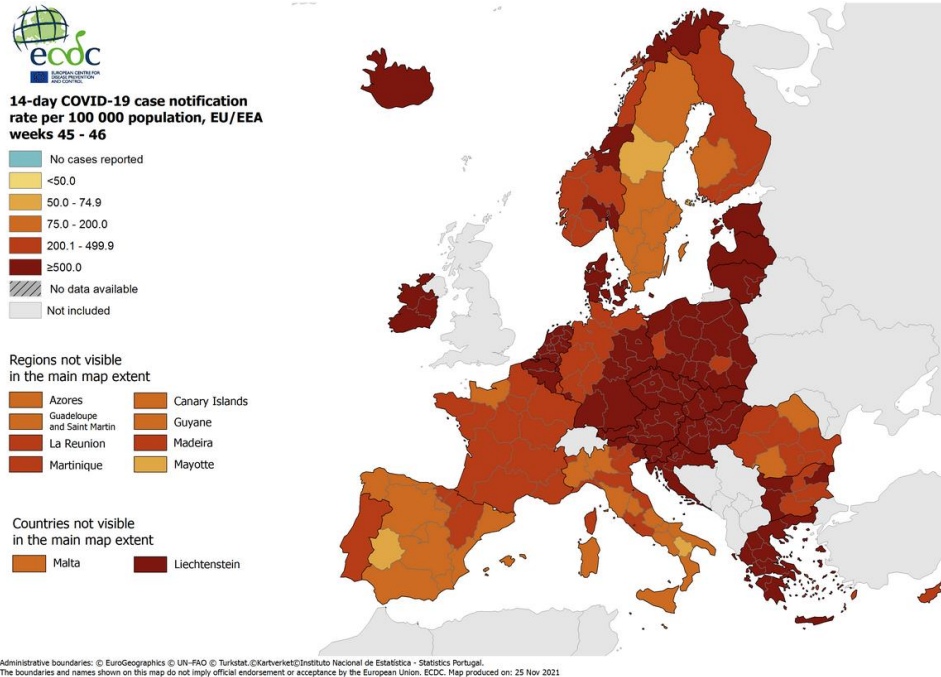 ecdc
EUROPEAN CENTRE FOR
DISEASE PREVENTION
AND CONTROL
14-day COVID-19 case notification
rate per 100 000 population, EU/EEA
weeks 45 - 46
No cases reported
<50.0
50.0 - 74.9
75.0 - 200.0
200.1 - 499.9
≥500.0
No data available
Not included
Regions not visible
in the main map extent
Azores
Canary Islands
Guadeloupe
and Saint Martin
Guyane
La Reunion
Madeira
Martinique
Mayotte
Countries not visible
in the main map extent
Malta
Liechtenstein
Administrative boundaries: © EuroGeographics © UN–FAO © Turkstat.©Kartverket©Instituto Nacional de Estatística - Statistics Portugal.
The boundaries and names shown on this map do not imply official endorsement or acceptance by the European Union. ECDC. Map produced on: 25 Nov 2021